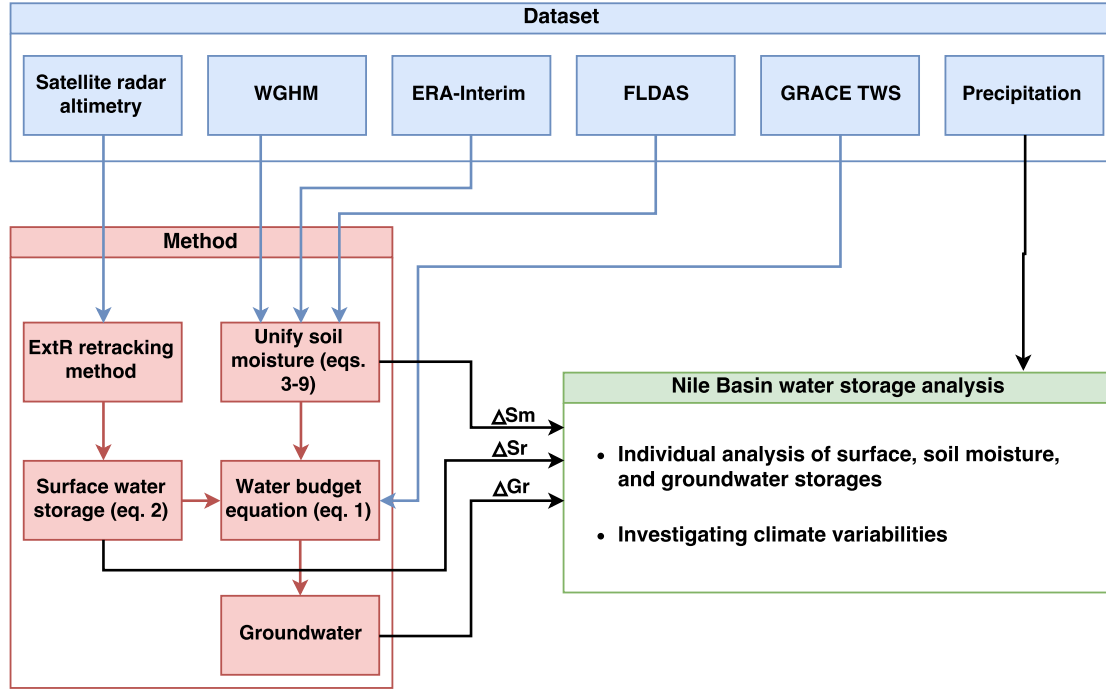 Dataset
Satellite radar
altimetry
WGHM
ERA-Interim
FLDAS
GRACE TWS
Precipitation
Method
ExtR retracking
method
Unify soil
moisture (eqs.
3-9)
Surface water
storage (eq. 2)
Water budget
equation (eq. 1)
Groundwater
ΔSm
ΔSr
ΔGr
Nile Basin water storage analysis
• Individual analysis of surface, soil moisture,
and groundwater storages
• Investigating climate variabilities